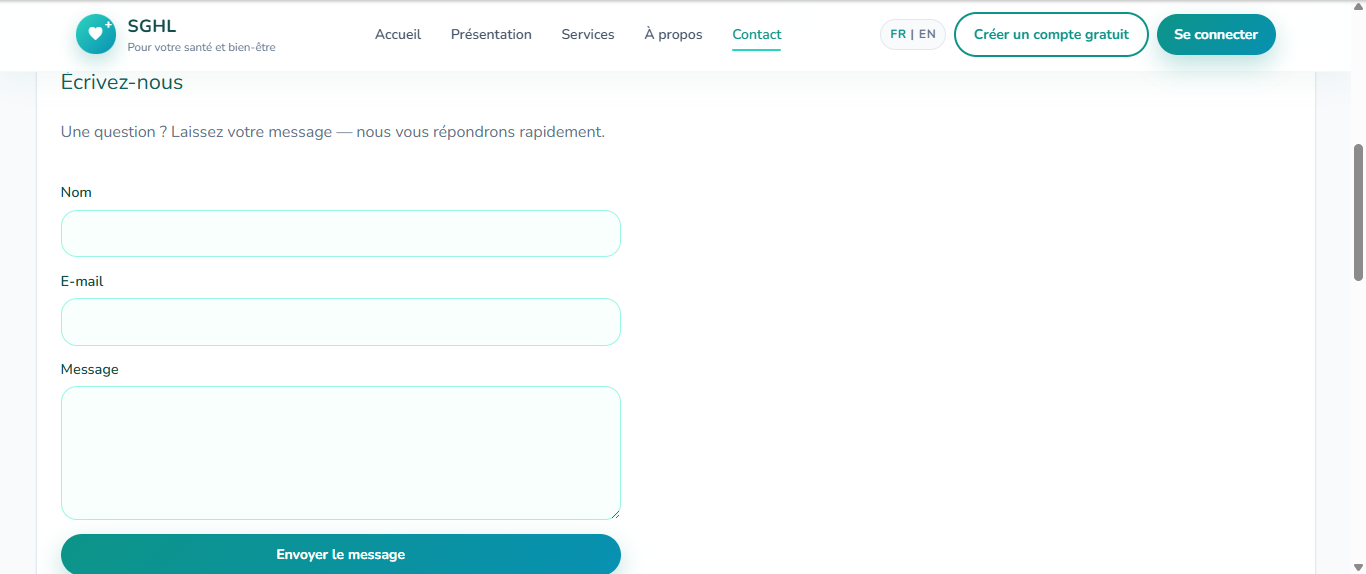 SGHL
Pour votre santé et bien-être
Accueil
Présentation
Services
À propos
Contact
FR | EN
Créer un compte gratuit
Se connecter
Écrivez-nous
Une question ? Laissez votre message — nous vous répondrons rapidement.
Nom
E-mail
Message
Envoyer le message